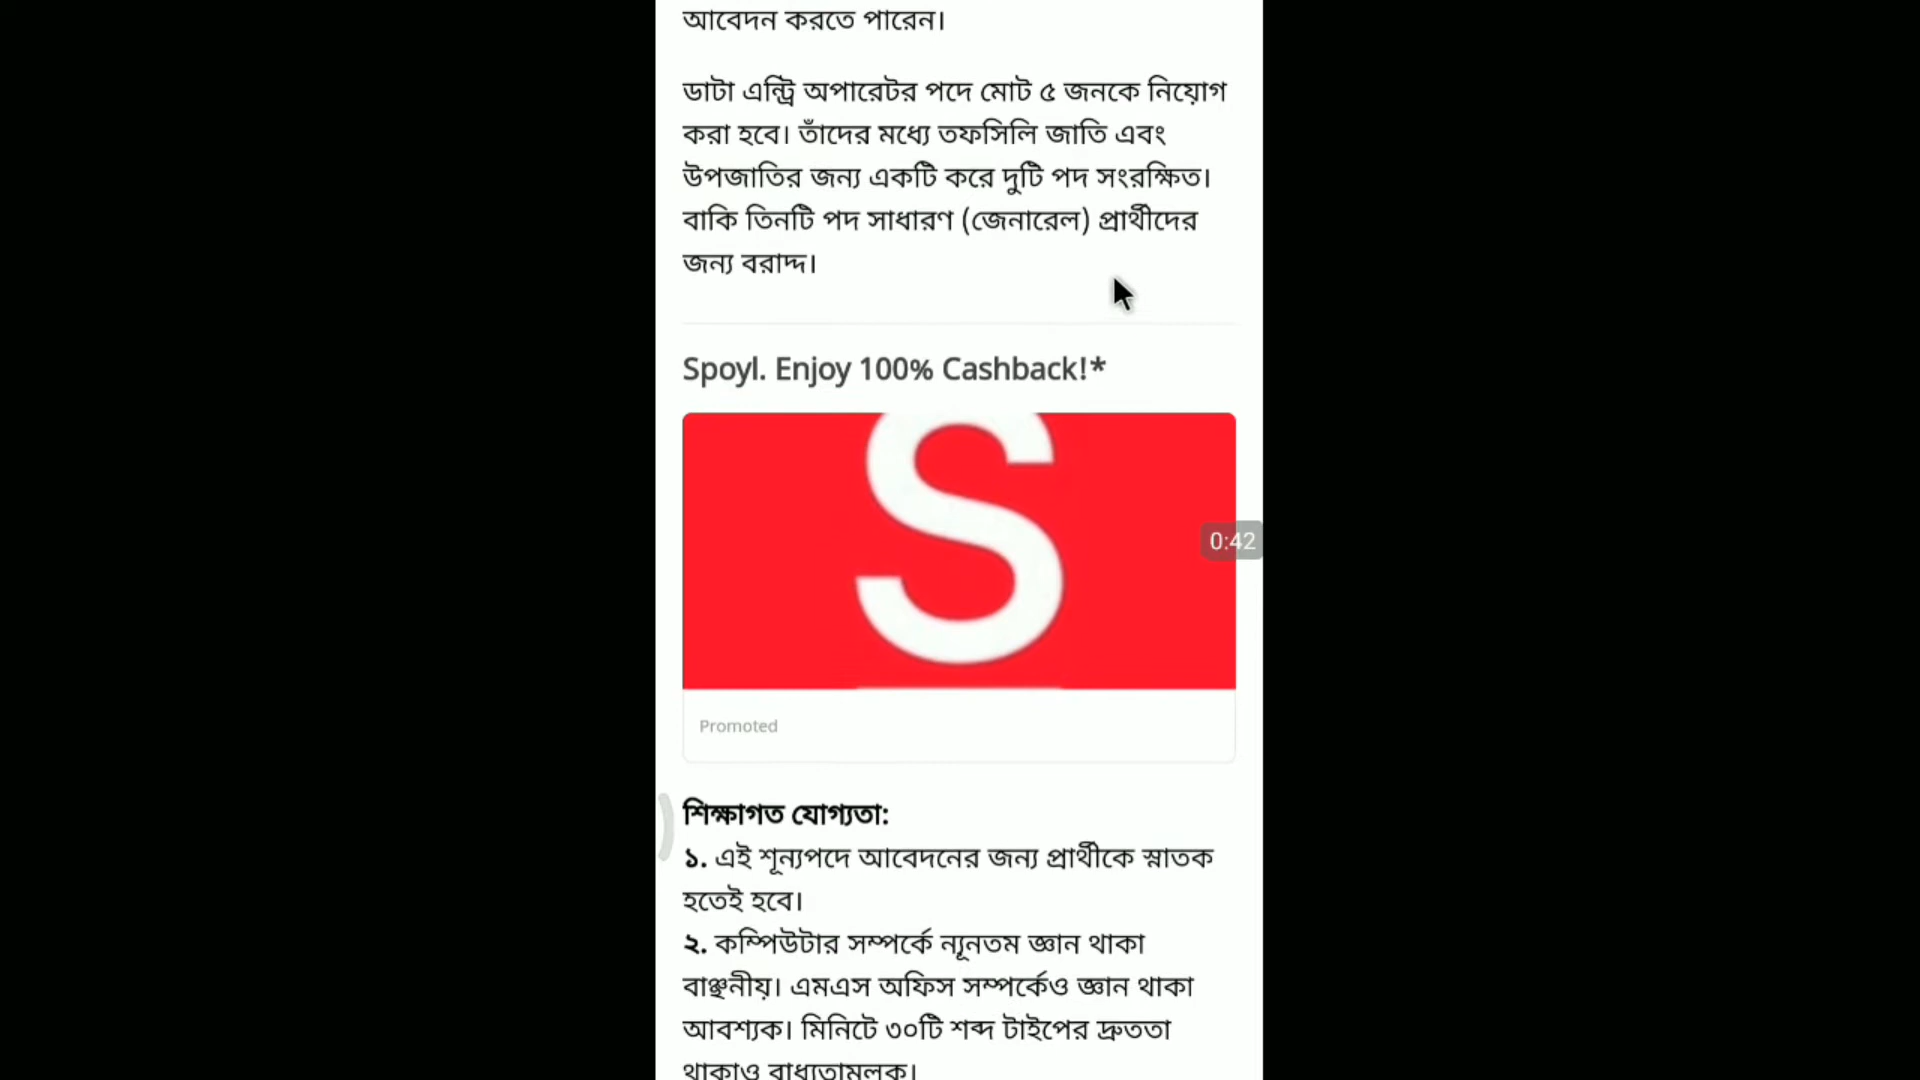 আবেদন করতে পারেন।
ডাটা এন্ট্রি অপারেটর পদে মোট ৫ জনকে নিয়োগ
করা হবে। তাঁদের মধ্যে তফসিলি জাতি এবং
উপজাতির জন্য একটি করে দুটি পদ সংরক্ষিত।
বাকি তিনটি পদ সাধারণ (জেনারেল) প্রার্থীদের
জন্য বরাদ্দ।
Spoyl. Enjoy 100% Cashback!*
S
0:42
Promoted
শিক্ষাগত যোগ্যতা:
১. এই শূন্যপদে আবেদনের জন্য প্রার্থীকে স্নাতক
হতেই হবে।
২. কম্পিউটার সম্পর্কে ন্যূনতম জ্ঞান থাকা
বাঞ্ছনীয়। এমএস অফিস সম্পর্কেও জ্ঞান থাকা
আবশ্যক। মিনিটে ৩০টি শব্দ টাইপের দ্রুততা
থাকাও বাধ্যতামূলক।